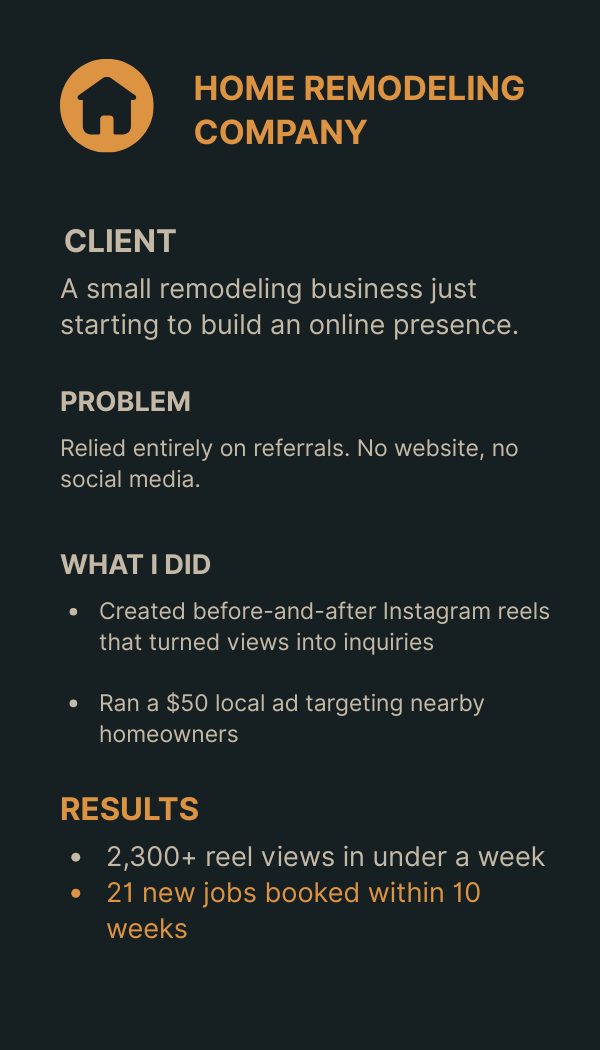 HOME REMODELING
COMPANY
CLIENT
A small remodeling business just
starting to build an online presence.
PROBLEM
Relied entirely on referrals. No website, no
social media.
WHAT I DID
• Created before-and-after Instagram reels
that turned views into inquiries
• Ran a $50 local ad targeting nearby
homeowners
RESULTS
• 2,300+ reel views in under a week
• 21 new jobs booked within 10
weeks